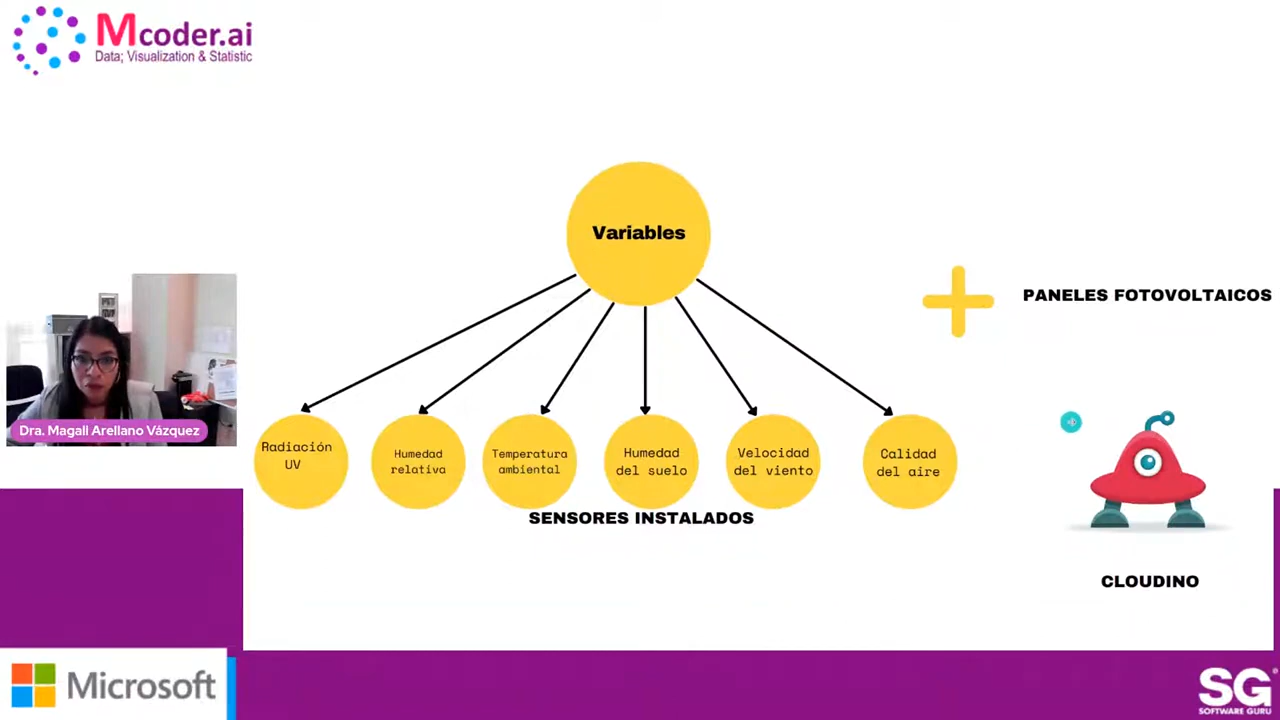 Mcoder.ai
Data; Visualization & Statistic
Variables
PANELES FOTOVOLTAICOS
Dra. Magali Arellano Vázquez
Radiación
UV
Humedad
relativa
Temperatura
ambiental
Humedad
del suelo
Velocidad
del viento
Calidad
del aire
SENSORES INSTALADOS
CLOUDINO
Microsoft
SG
SOFTWARE GURU